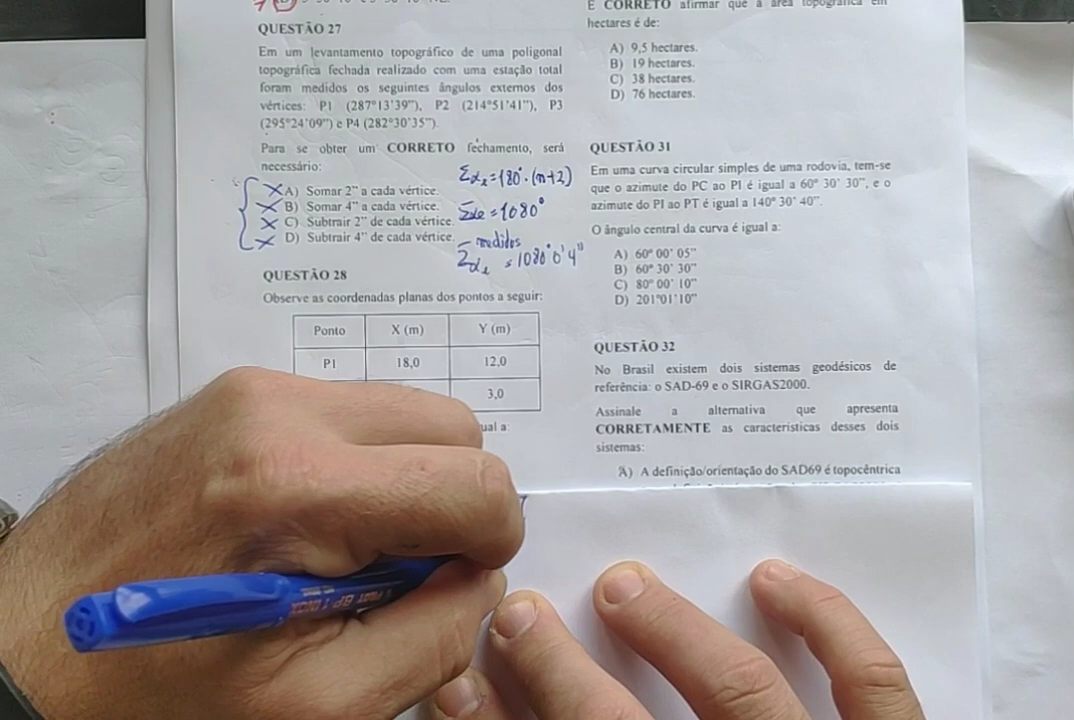 QUESTÃO 27
Em um levantamento topográfico de uma poligonal
topográfica fechada realizado com uma estação total
foram medidos os seguintes ângulos externos dos
vértices: P1 (287°13'39"), P2 (214°51'41"), P3
(295°24'09") e P4 (282°30'35").
Para se obter um CORRETO fechamento, será
necessário:
A) Somar 2" a cada vértice.
B) Somar 4" a cada vértice.
C) Subtrair 2" de cada vértice.
D) Subtrair 4" de cada vértice.
Σαe = 180° · (n+2)
Σαe = 1080°
medidos
Σαe = 1080°0'4"
QUESTÃO 28
Observe as coordenadas planas dos pontos a seguir:
Ponto X (m) Y (m)
P1 18,0 12,0
3,0
ual a:
E CORRETO afirmar que a área topográfica em
hectares é de:
A) 9,5 hectares.
B) 19 hectares.
C) 38 hectares.
D) 76 hectares.
QUESTÃO 31
Em uma curva circular simples de uma rodovia, tem-se
que o azimute do PC ao PI é igual a 60° 30' 30", e o
azimute do PI ao PT é igual a 140° 30' 40".
O ângulo central da curva é igual a:
A) 60° 00' 05"
B) 60° 30' 30"
C) 80° 00' 10"
D) 201°01'10"
QUESTÃO 32
No Brasil existem dois sistemas geodésicos de
referência: o SAD-69 e o SIRGAS2000.
Assinale a alternativa que apresenta
CORRETAMENTE as características desses dois
sistemas:
A) A definição/orientação do SAD69 é topocêntrica